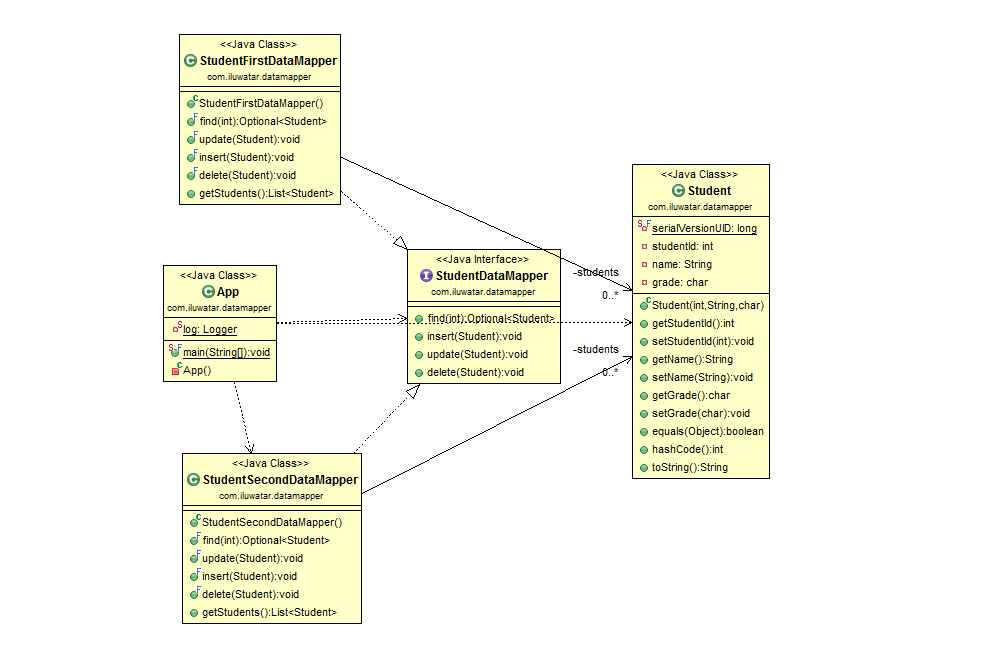 <<Java Class>>
StudentFirstDataMapper
com.iluwatar.datamapper
StudentFirstDataMapper()
find(int):Optional<Student>
update(Student):void
insert(Student):void
delete(Student):void
getStudents():List<Student>
<<Java Class>>
App
com.iluwatar.datamapper
log: Logger
main(String[]):void
App()
<<Java Interface>>
StudentDataMapper
com.iluwatar.datamapper
find(int):Optional<Student>
insert(Student):void
update(Student):void
delete(Student):void
-students
0..*
-students
0..*
<<Java Class>>
Student
com.iluwatar.datamapper
serialVersionUID: long
studentId: int
name: String
grade: char
Student(int,String,char)
getStudentId():int
setStudentId(int):void
getName():String
setName(String):void
getGrade():char
setGrade(char):void
equals(Object):boolean
hashCode():int
toString():String
<<Java Class>>
StudentSecondDataMapper
com.iluwatar.datamapper
StudentSecondDataMapper()
find(int):Optional<Student>
update(Student):void
insert(Student):void
delete(Student):void
getStudents():List<Student>